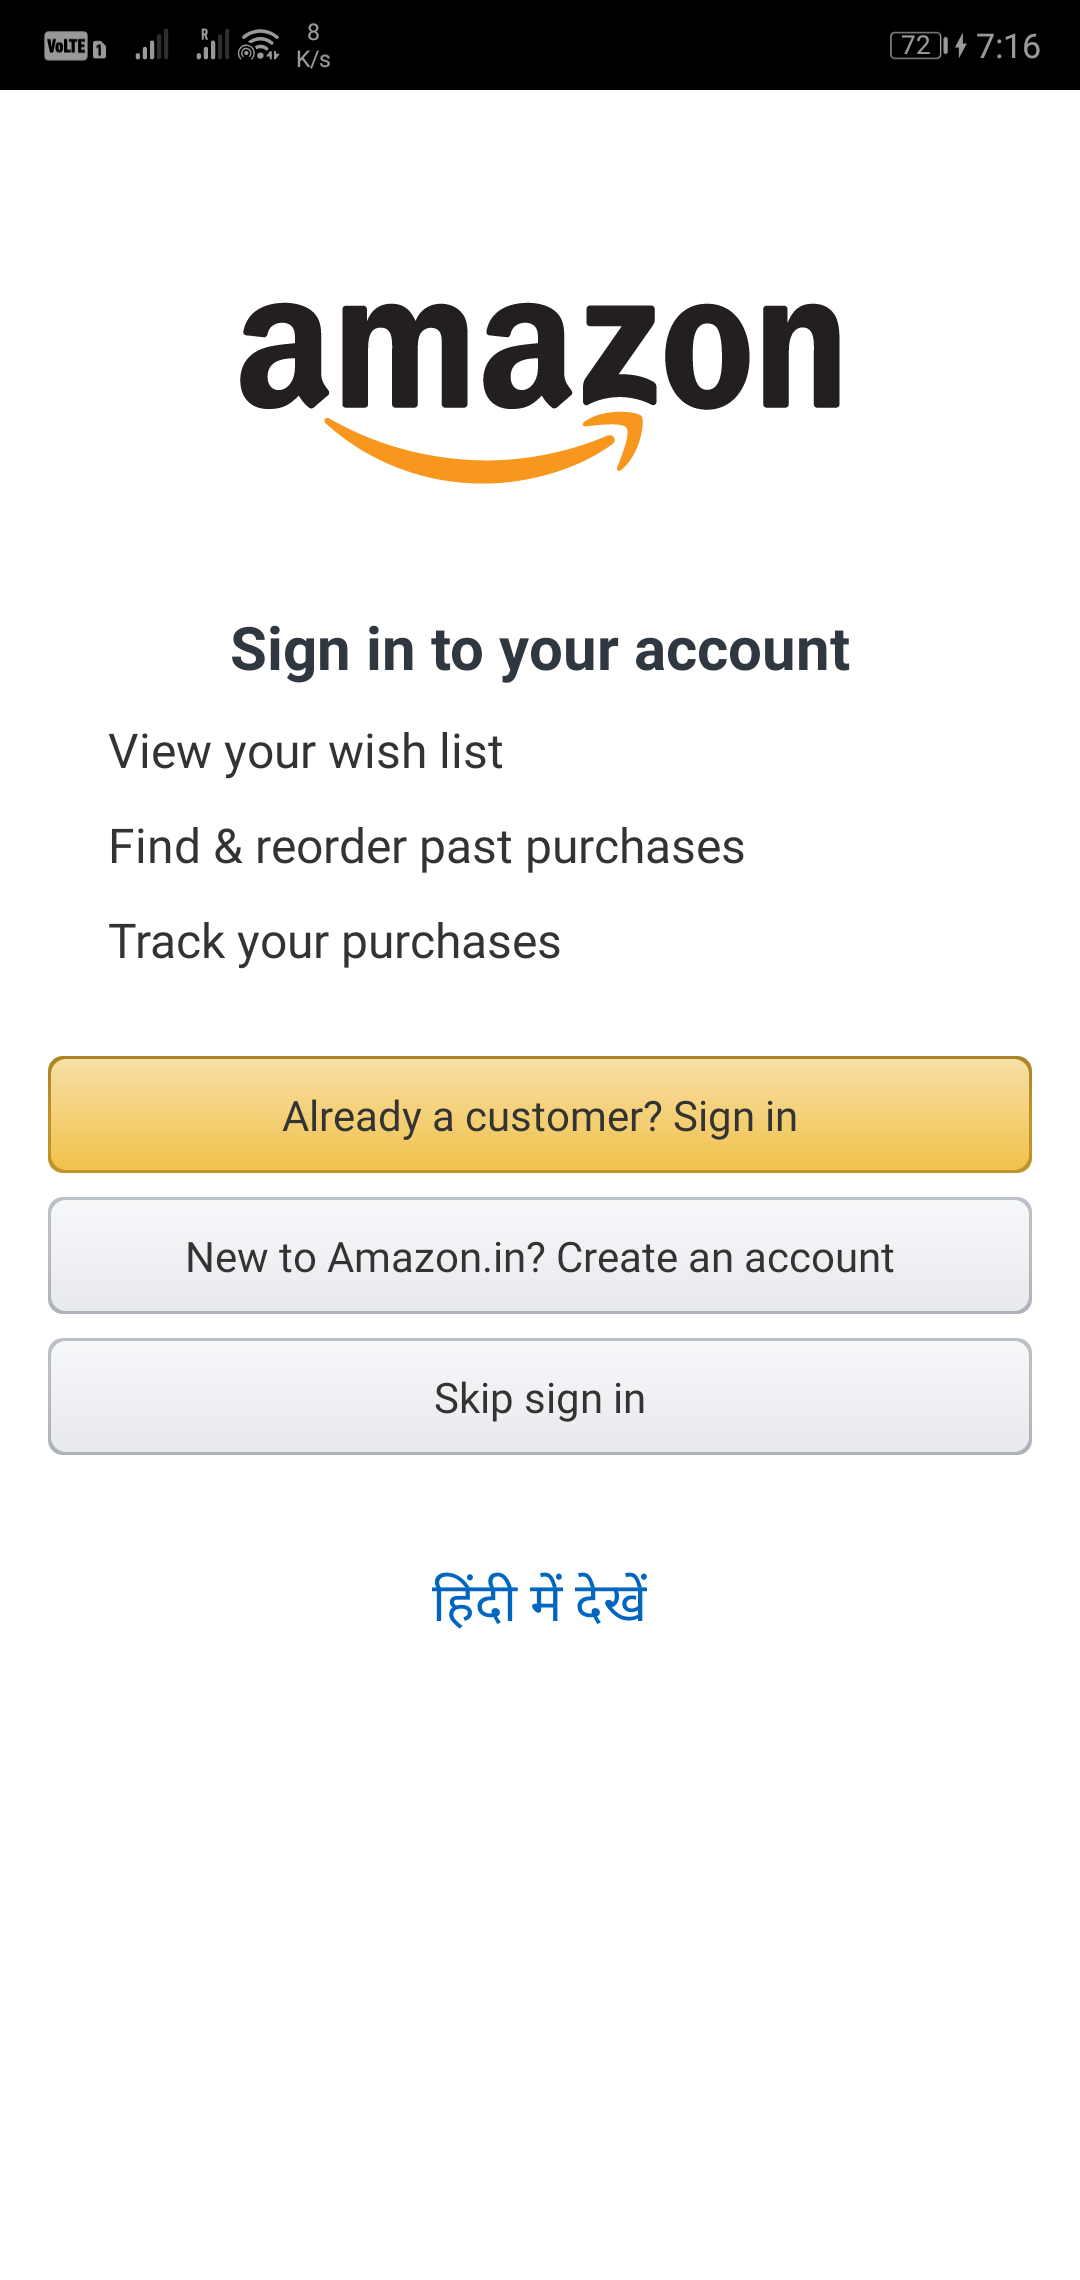 VoLTE 1 R 8 K/s 72 7:16
amazon
Sign in to your account
View your wish list
Find & reorder past purchases
Track your purchases
Already a customer? Sign in
New to Amazon.in? Create an account
Skip sign in
हिंदी में देखें